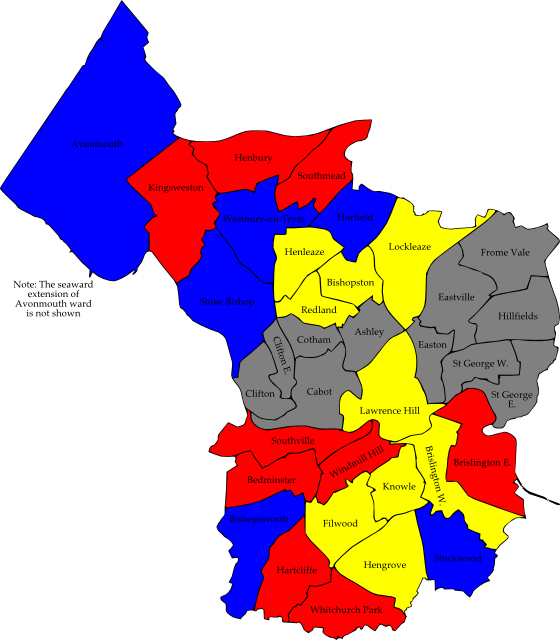 Avonmouth
Henbury
Southmead
Kingsweston
Westbury-on-Trym
Horfield
Lockleaze
Frome Vale
Henleaze
Note: The seaward
extension of
Avonmouth ward
is not shown
Bishopston
Eastville
Stoke Bishop
Redland
Hillfields
Ashley
Cotham
Easton
Clifton E.
St George W.
Clifton
Cabot
St George
E.
Lawrence Hill
Southville
Windmill Hill
Brislington E.
Bedminster
Brislington W.
Knowle
Bishopsworth
Filwood
Stockwood
Hengrove
Hartcliffe
Whitchurch Park